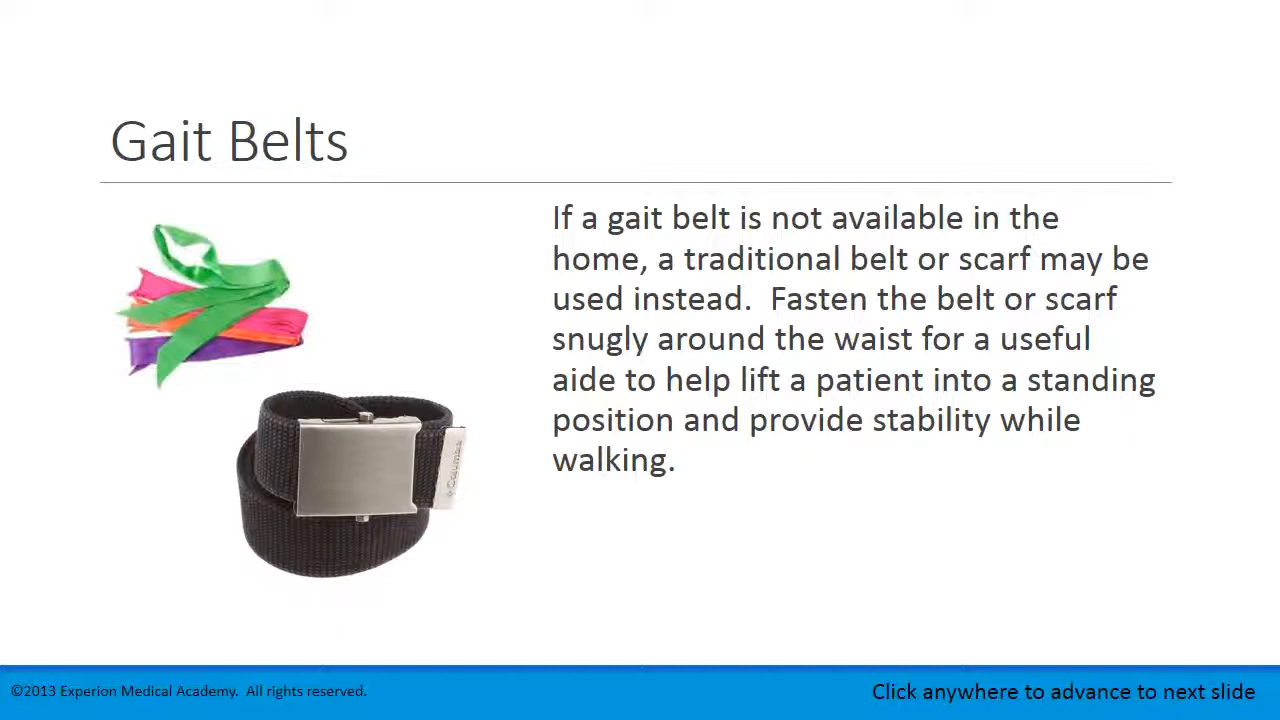 Gait Belts
If a gait belt is not available in the
home, a traditional belt or scarf may be
used instead.  Fasten the belt or scarf
snugly around the waist for a useful
aide to help lift a patient into a standing
position and provide stability while
walking.
Columbia
©2013 Experion Medical Academy.  All rights reserved.
Click anywhere to advance to next slide